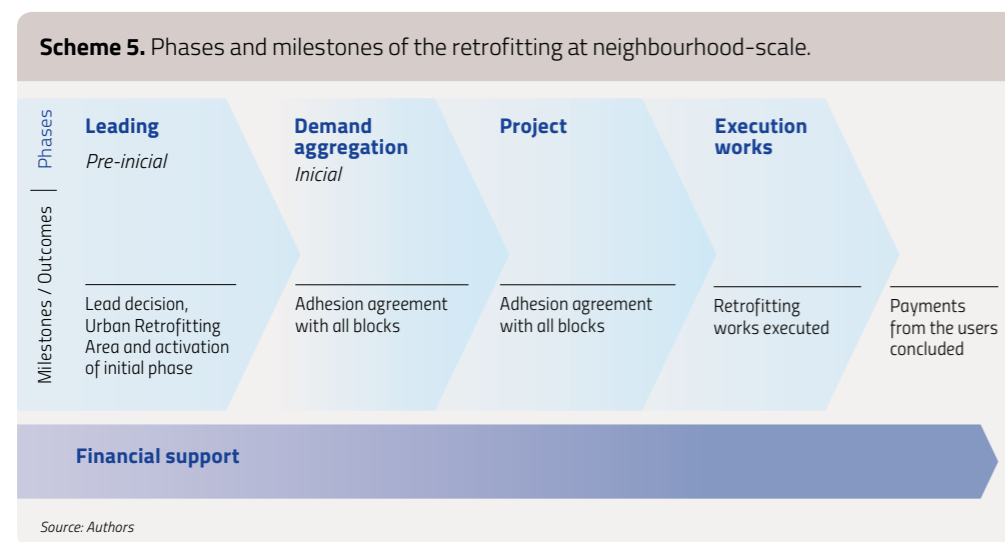 Scheme 5. Phases and milestones of the retrofitting at neighbourhood-scale.
Phases
Leading
Pre-inicial
Demand
aggregation
Inicial
Project
Execution
works
Milestones / Outcomes
Lead decision,
Urban Retrofitting
Area and activation
of initial phase
Adhesion agreement
with all blocks
Adhesion agreement
with all blocks
Retrofitting
works executed
Payments
from the users
concluded
Financial support
Source: Authors